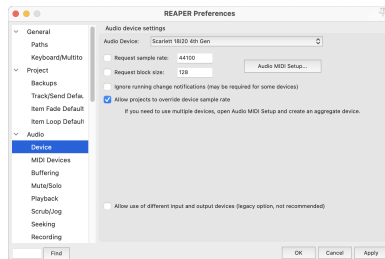 REAPER Preferences
General
Paths
Keyboard/Multito
Project
Backups
Track/Send Defau
Item Fade Default
Item Loop Default
Audio
Device
MIDI Devices
Buffering
Mute/Solo
Playback
Scrub/Jog
Seeking
Recording
Find
Audio device settings
Audio Device: Scarlett 18i20 4th Gen
Request sample rate: 44100
Request block size: 128
Audio MIDI Setup...
Ignore running change notifications (may be required for some devices)
Allow projects to override device sample rate
If you need to use multiple devices, open Audio MIDI Setup and create an aggregate device.
Allow use of different input and output devices (legacy option, not recommended)
OK Cancel Apply